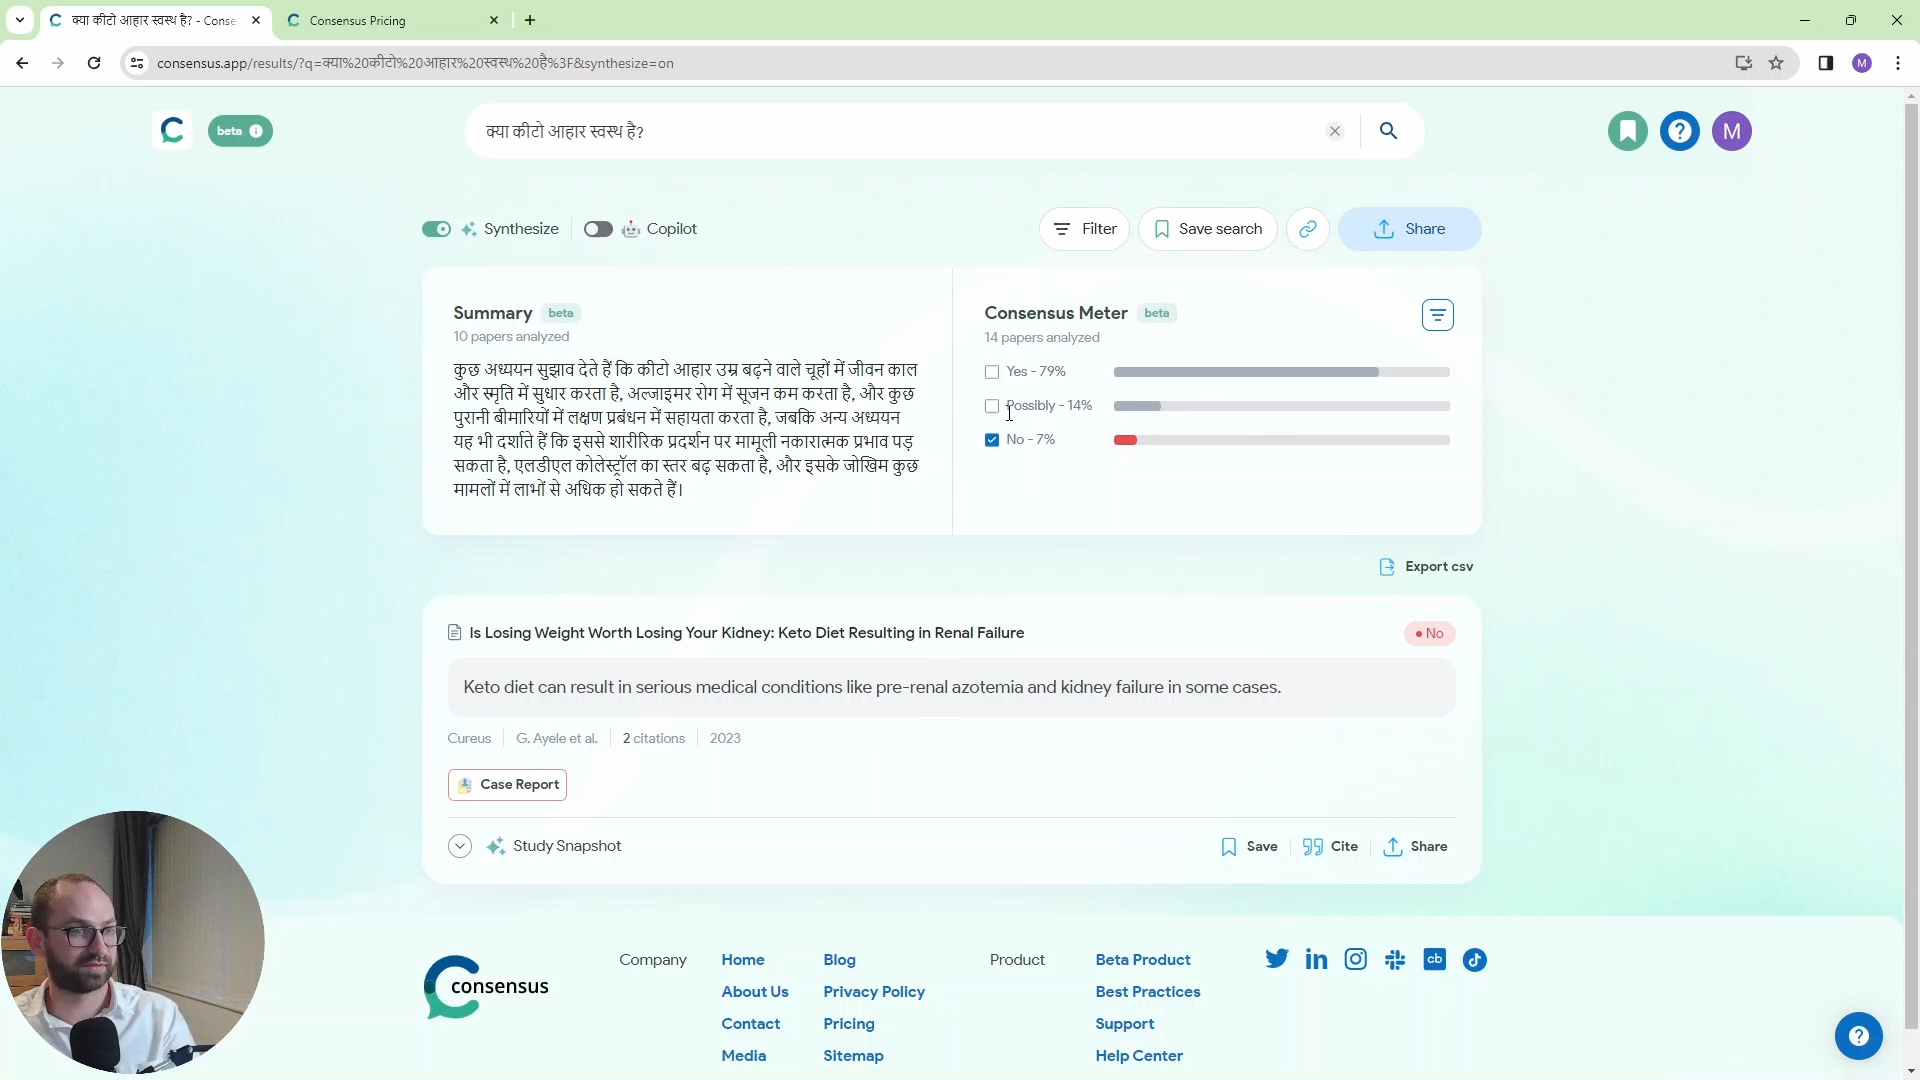 क्या कीटो आहार स्वस्थ है? - Conse
Consensus Pricing
consensus.app/results/?q=क्या%20कीटो%20आहार%20स्वस्थ%20है%3F&synthesize=on
M
beta
क्या कीटो आहार स्वस्थ है?
M
Synthesize
Copilot
Filter
Save search
Share
Summary beta
10 papers analyzed
कुछ अध्ययन सुझाव देते हैं कि कीटो आहार उम्र बढ़ने वाले चूहों में जीवन काल
और स्मृति में सुधार करता है, अल्जाइमर रोग में सूजन कम करता है, और कुछ
पुरानी बीमारियों में लक्षण प्रबंधन में सहायता करता है, जबकि अन्य अध्ययन
यह भी दर्शाते हैं कि इससे शारीरिक प्रदर्शन पर मामूली नकारात्मक प्रभाव पड़
सकता है, एलडीएल कोलेस्ट्रॉल का स्तर बढ़ सकता है, और इसके जोखिम कुछ
मामलों में लाभों से अधिक हो सकते हैं।
Consensus Meter beta
14 papers analyzed
Yes - 79%
Possibly - 14%
No - 7%
Export csv
Is Losing Weight Worth Losing Your Kidney: Keto Diet Resulting in Renal Failure
No
Keto diet can result in serious medical conditions like pre-renal azotemia and kidney failure in some cases.
Cureus
G. Ayele et al.
2 citations
2023
Case Report
Study Snapshot
Save
Cite
Share
consensus
Company
Home
About Us
Contact
Media
Blog
Privacy Policy
Pricing
Sitemap
Product
Beta Product
Best Practices
Support
Help Center
cb